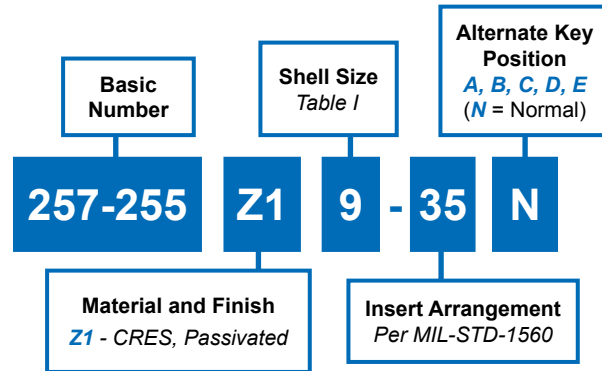 Basic
Number
Shell Size
Table I
Alternate Key
Position
A, B, C, D, E
(N = Normal)
257-255 Z1 9 - 35 N
Material and Finish
Z1 - CRES, Passivated
Insert Arrangement
Per MIL-STD-1560